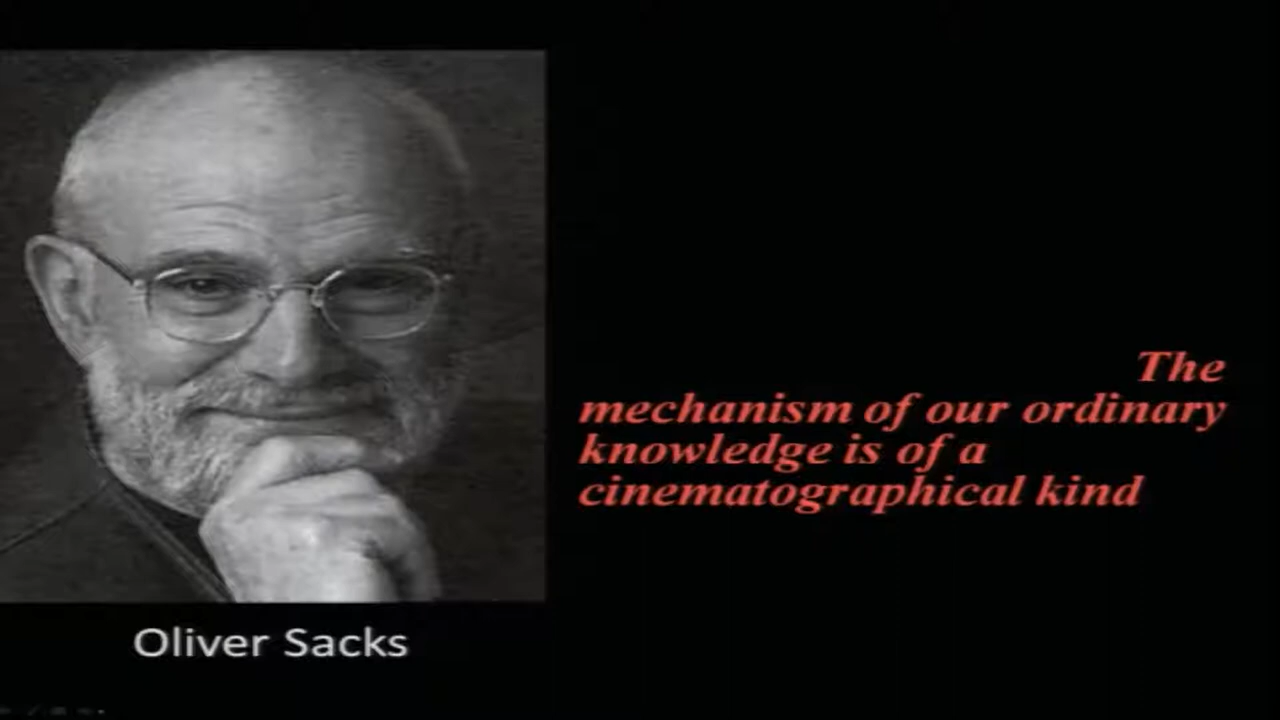 The
mechanism of our ordinary
knowledge is of a
cinematographical kind
Oliver Sacks